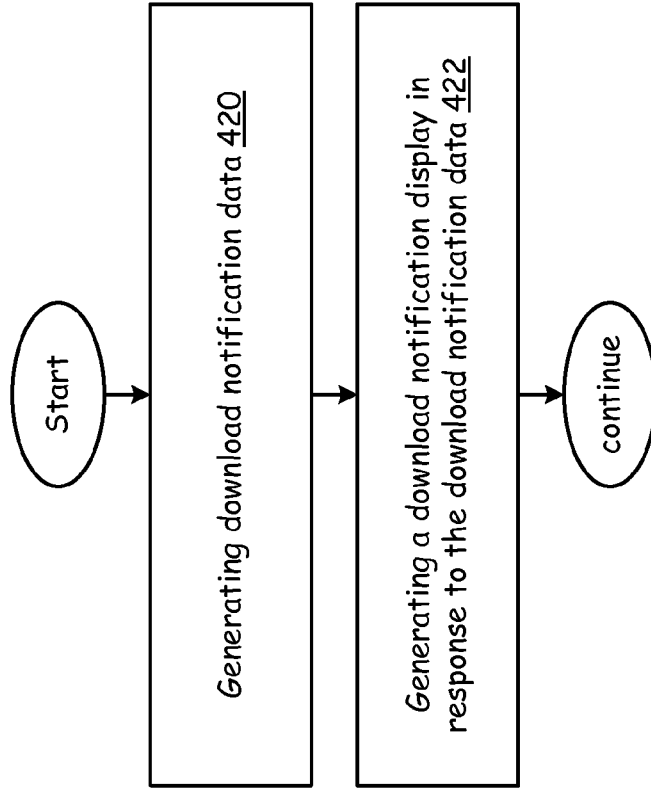 Start
Generating download notification data 420
Generating a download notification display in
response to the download notification data 422
continue